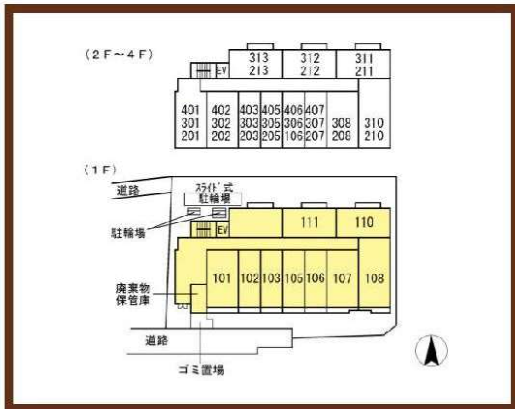 (2F～4F)
313 312 311
213 212 211
EV
401 402 403 405 406 407
301 302 303 305 306 307 308 310
201 202 203 205 106 207 208 210
(1F)
道路
スライド式
駐輪場
駐輪場
EV
111 110
101 102 103 105 106 107 108
廃棄物
保管庫
道路
ゴミ置場